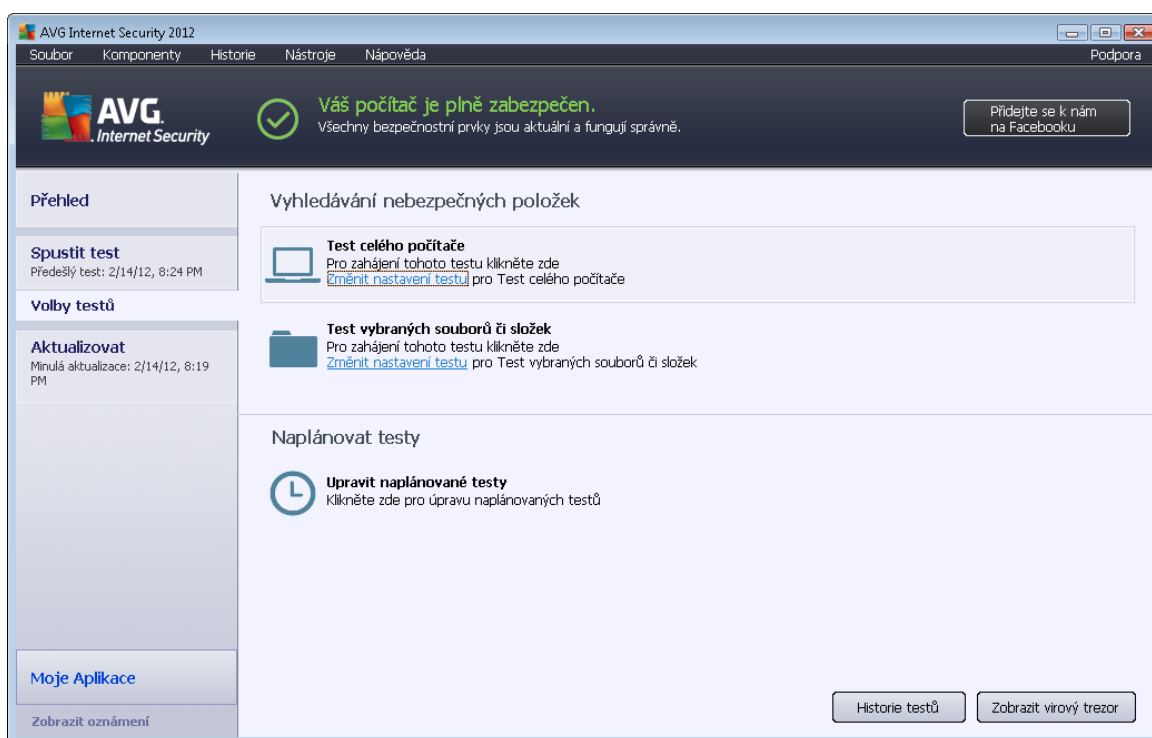 AVG Internet Security 2012
Soubor Komponenty Historie Nástroje Nápověda Podpora
AVG.
Internet Security
Váš počítač je plně zabezpečen.
Všechny bezpečnostní prvky jsou aktuální a fungují správně.
Přidejte se k nám
na Facebooku
Přehled
Spustit test
Předešlý test: 2/14/12, 8:24 PM
Volby testů
Aktualizovat
Minulá aktualizace: 2/14/12, 8:19
PM
Moje Aplikace
Zobrazit oznámení
Vyhledávání nebezpečných položek
Test celého počítače
Pro zahájení tohoto testu klikněte zde
Změnit nastavení testu pro Test celého počítače
Test vybraných souborů či složek
Pro zahájení tohoto testu klikněte zde
Změnit nastavení testu pro Test vybraných souborů či složek
Naplánovat testy
Upravit naplánované testy
Klikněte zde pro úpravu naplánovaných testů
Historie testů
Zobrazit virový trezor